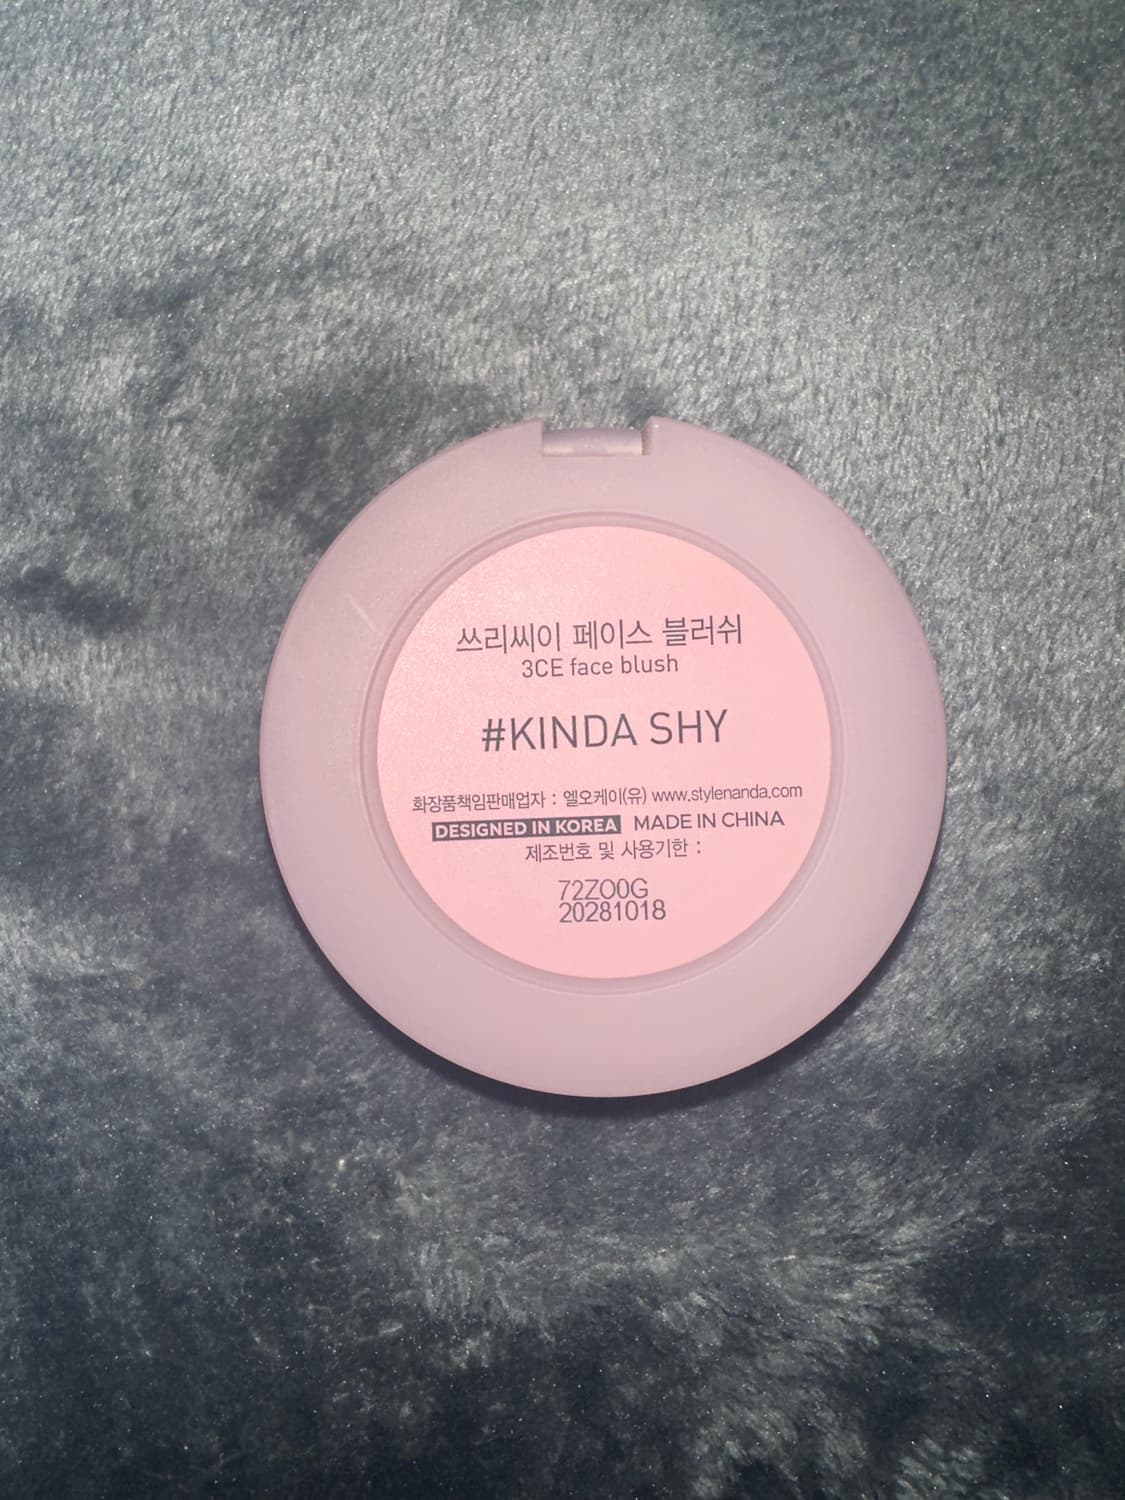 쓰리씨이 페이스 블러쉬
3CE face blush
#KINDA SHY
화장품책임판매업자 : 엘오케이(유) www.stylenanda.com
DESIGNED IN KOREA MADE IN CHINA
제조번호 및 사용기한 :
72ZO0G
20281018